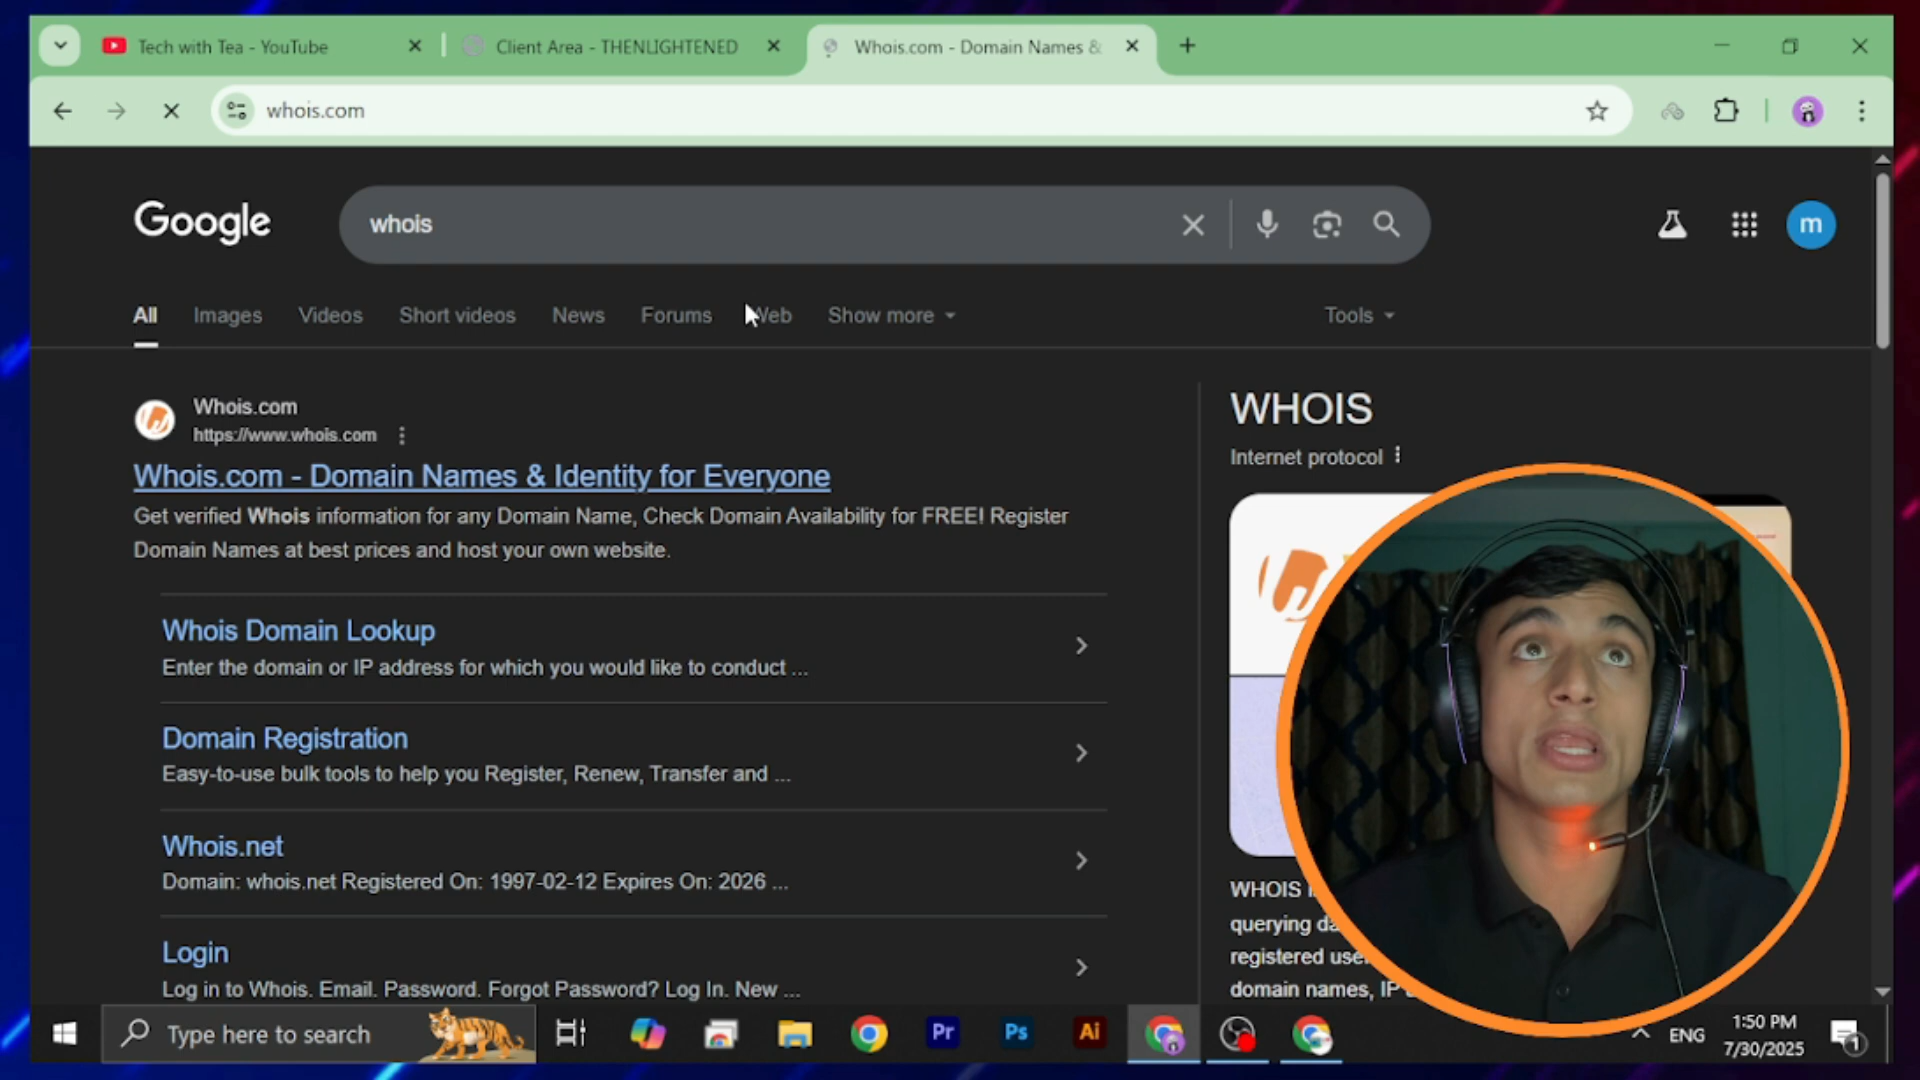 Tech with Tea - YouTube
Client Area - THENLIGHTENED
Whois.com - Domain Names &
whois.com
Google
whois
m
All
Images
Videos
Short videos
News
Forums
Web
Show more
Tools
Whois.com
https://www.whois.com
Whois.com - Domain Names & Identity for Everyone
Get verified Whois information for any Domain Name, Check Domain Availability for FREE! Register
Domain Names at best prices and host your own website.
Whois Domain Lookup
Enter the domain or IP address for which you would like to conduct ...
Domain Registration
Easy-to-use bulk tools to help you Register, Renew, Transfer and ...
Whois.net
Domain: whois.net Registered On: 1997-02-12 Expires On: 2026 ...
Login
Log in to Whois. Email. Password. Forgot Password? Log In. New ...
WHOIS
Internet protocol
WHOIS
querying
registered
domain names, IP
Type here to search
Pr
Ps
Ai
ENG
1:50 PM
7/30/2025
1